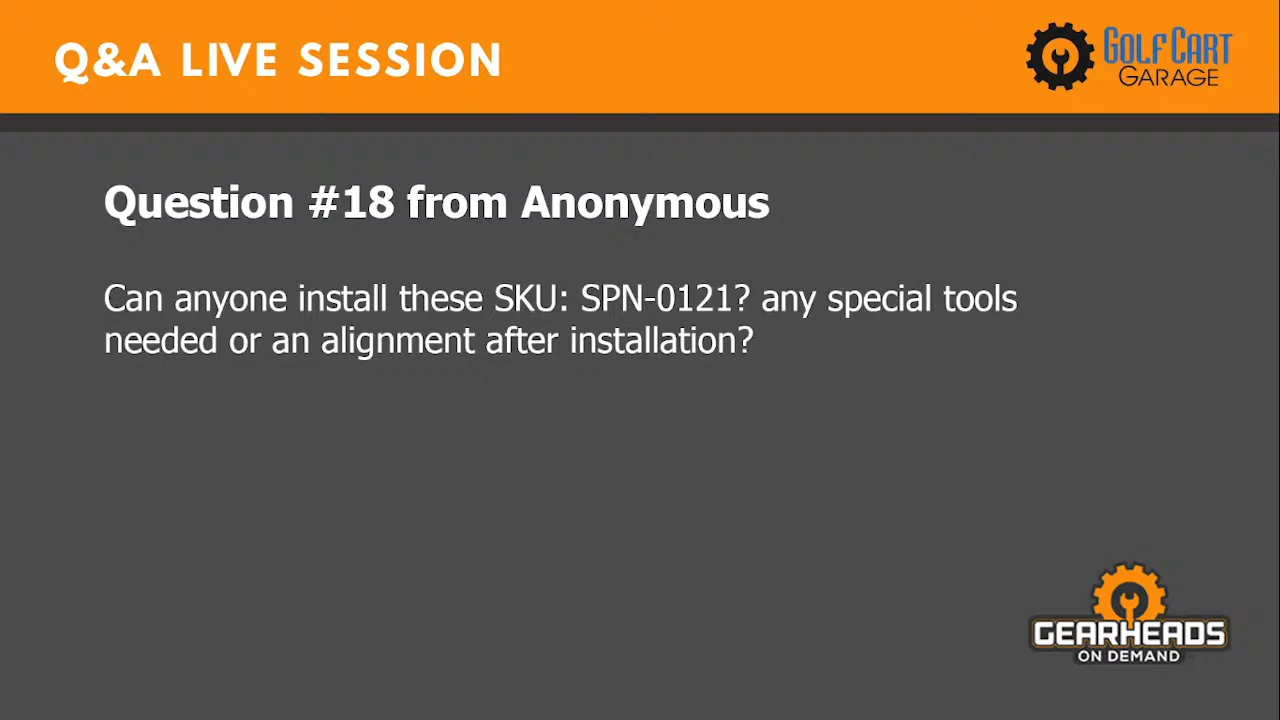 Q&A LIVE SESSION
GOLF CART
GARAGE
Question #18 from Anonymous
Can anyone install these SKU: SPN-0121? any special tools
needed or an alignment after installation?
GEARHEADS
ON DEMAND